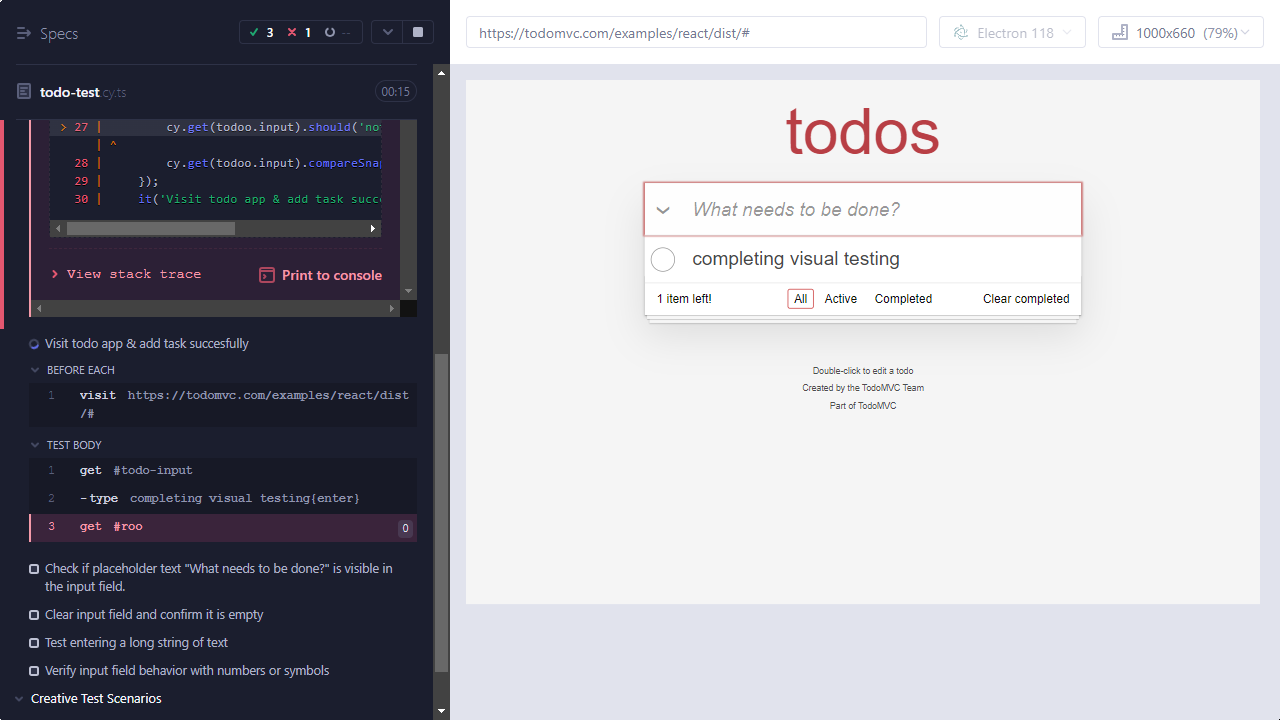 Specs
3 1 --
todo-test.cy.ts 00:15
> 27 | cy.get(todoo.input).should('no
| ^
28 | cy.get(todoo.input).compareSna
29 | });
30 | it('Visit todo app & add task succ
View stack trace
Print to console
Visit todo app & add task succesfully
BEFORE EACH
1 visit https://todomvc.com/examples/react/dist
/#
TEST BODY
1 get #todo-input
2 -type completing visual testing{enter}
3 get #roo 0
Check if placeholder text "What needs to be done?" is visible in
the input field.
Clear input field and confirm it is empty
Test entering a long string of text
Verify input field behavior with numbers or symbols
Creative Test Scenarios
https://todomvc.com/examples/react/dist/#
Electron 118
1000x660 (79%)
todos
What needs to be done?
completing visual testing
1 item left!
All Active Completed
Clear completed
Double-click to edit a todo
Created by the TodoMVC Team
Part of TodoMVC